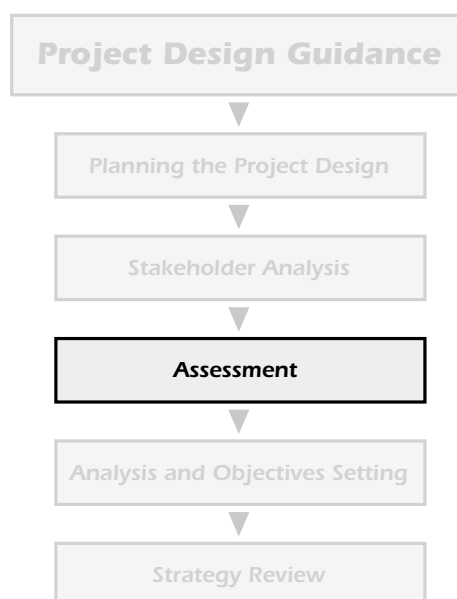 Project Design Guidance
Planning the Project Design
Stakeholder Analysis
Assessment
Analysis and Objectives Setting
Strategy Review